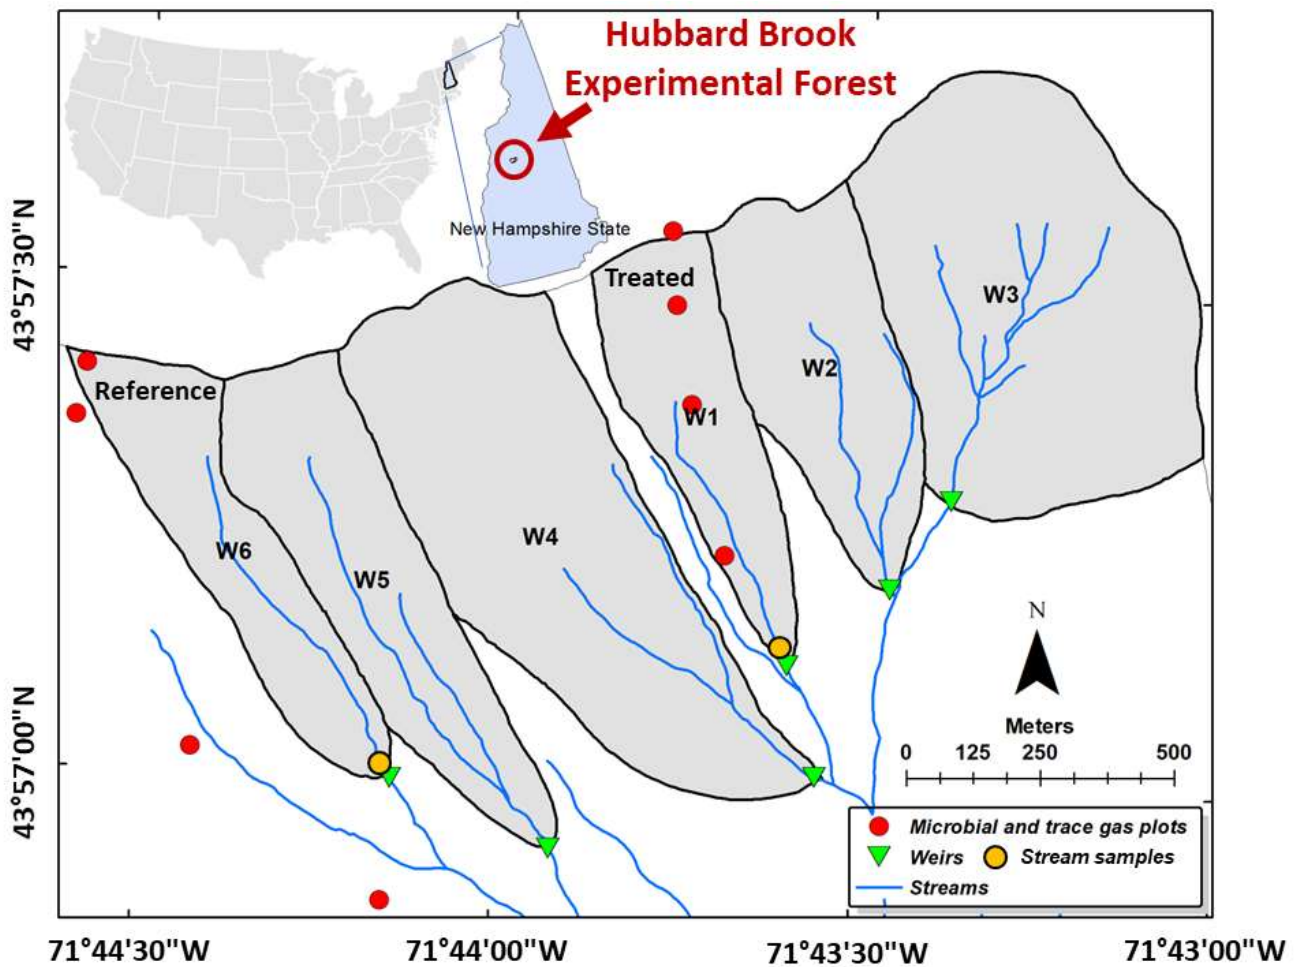 Hubbard Brook
Experimental Forest
New Hampshire State
43°57'30"N
43°57'00"N
Treated
Reference
W1
W2
W3
W4
W5
W6
N
Meters
0 125 250 500
Microbial and trace gas plots
Weirs Stream samples
Streams
71°44'30"W 71°44'00"W 71°43'30"W 71°43'00"W